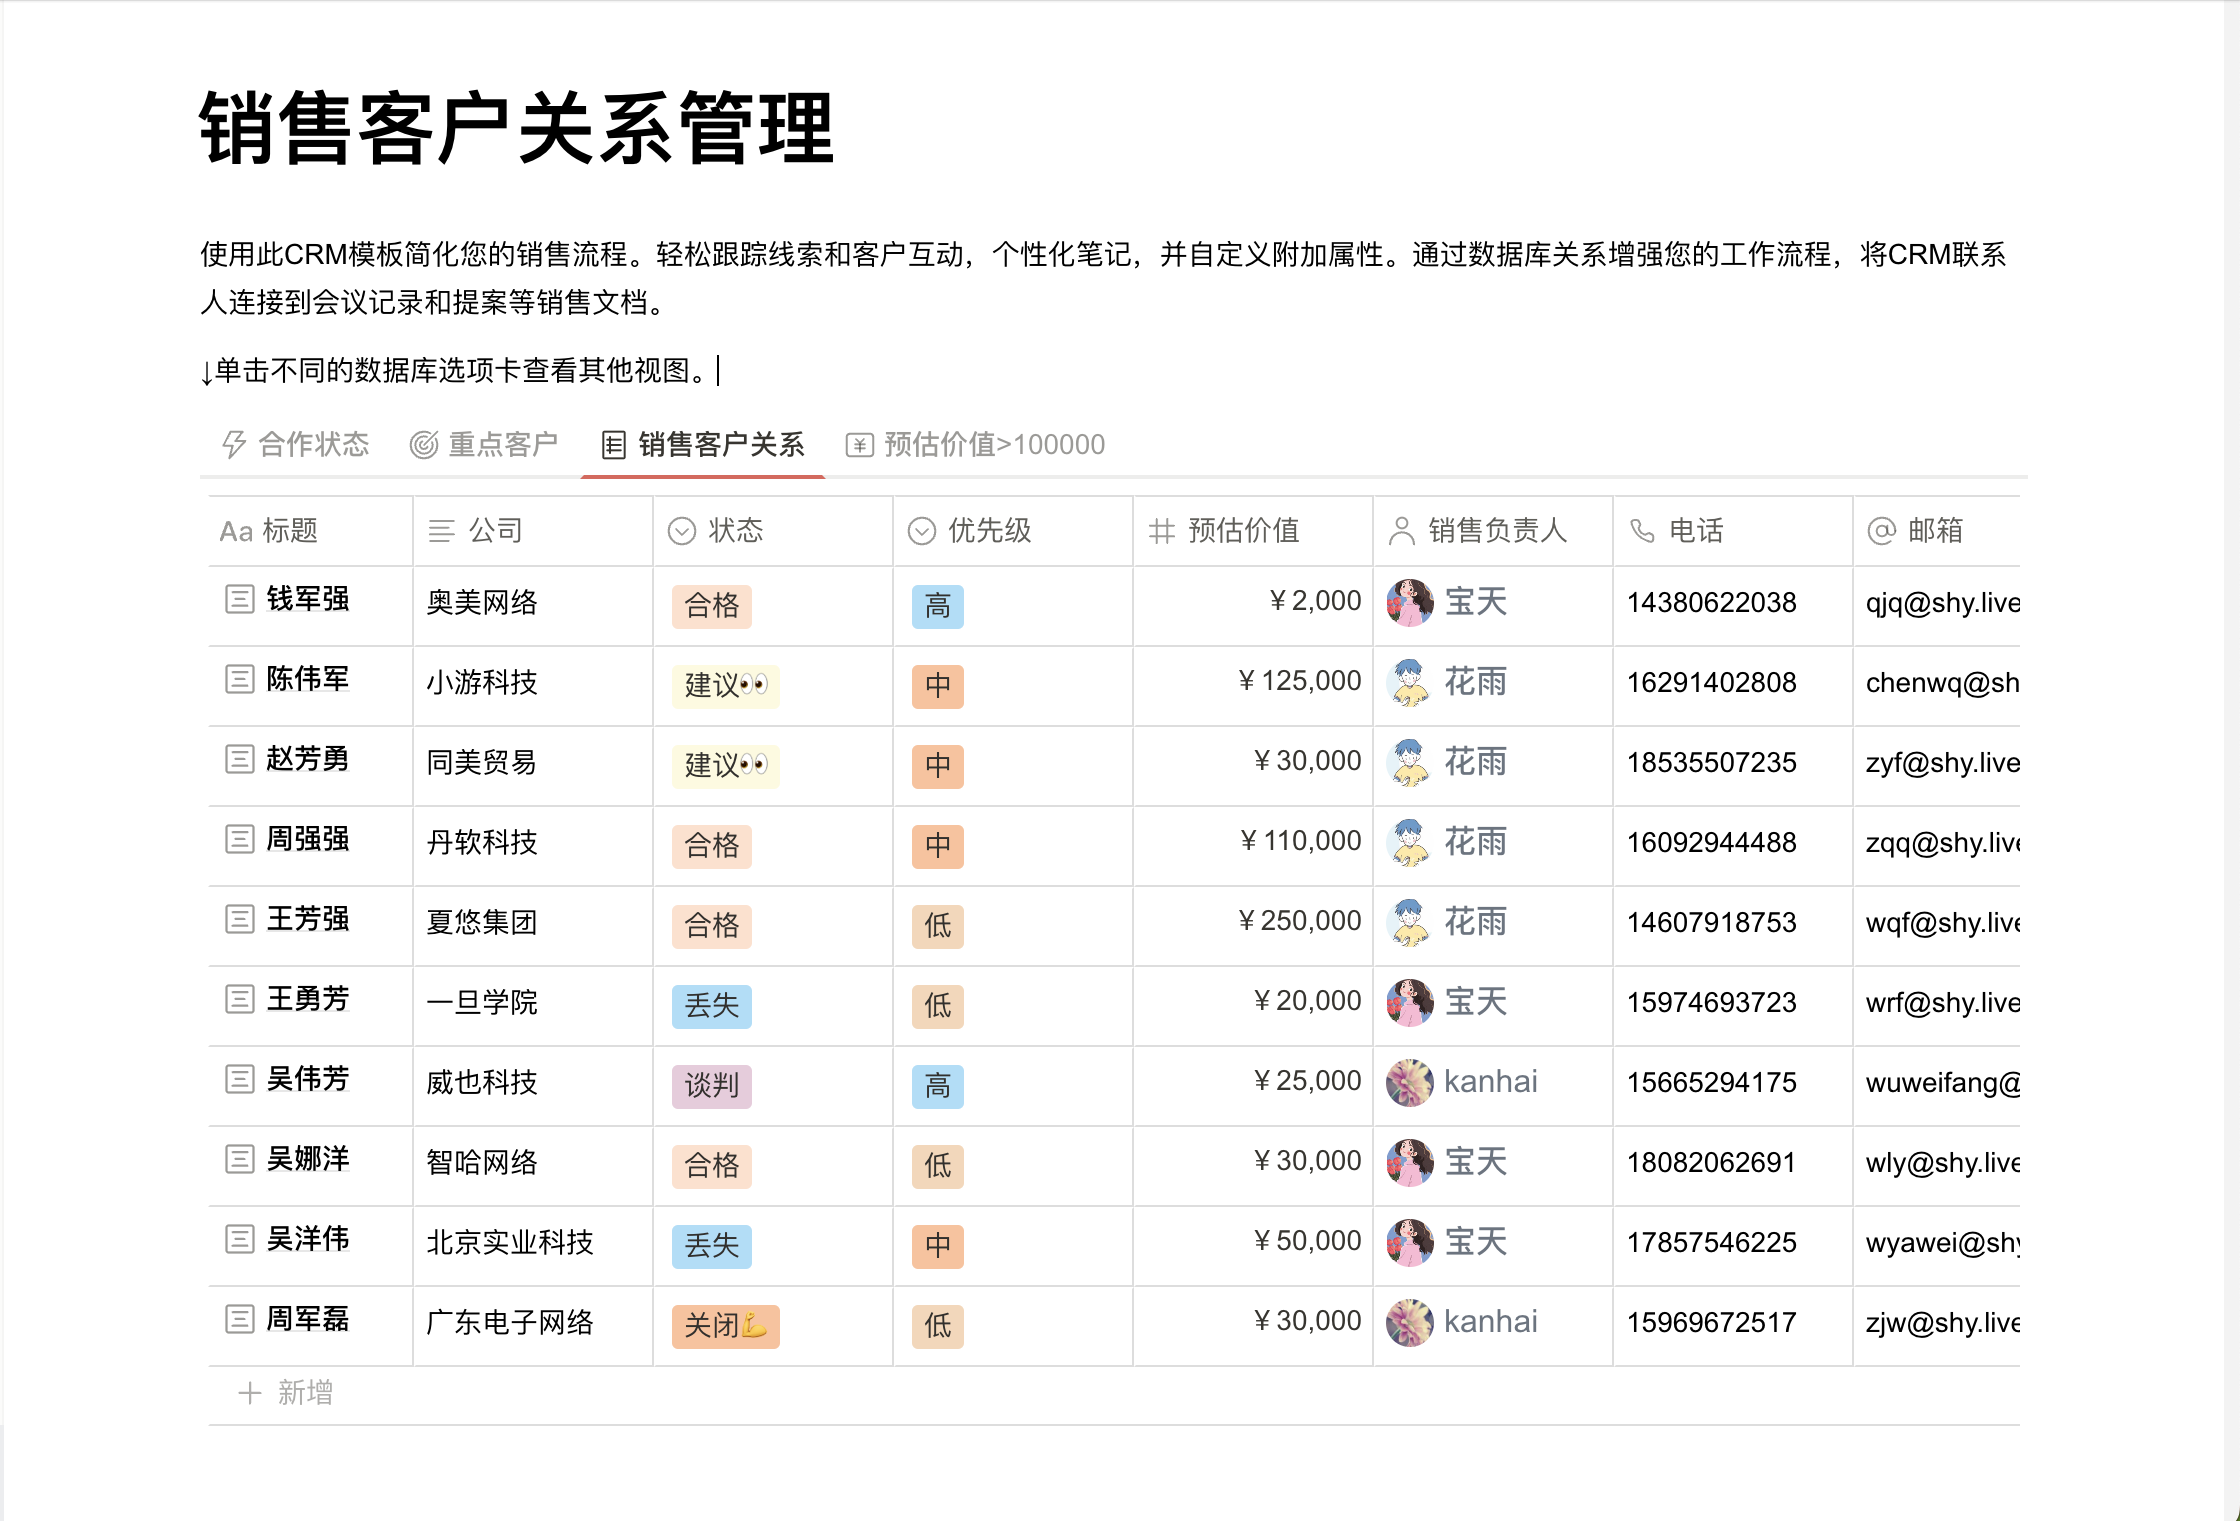 销售客户关系管理
使用此CRM模板简化您的销售流程。轻松跟踪线索和客户互动，个性化笔记，并自定义附加属性。通过数据库关系增强您的工作流程，将CRM联系
人连接到会议记录和提案等销售文档。
↓单击不同的数据库选项卡查看其他视图。
合作状态 重点客户 销售客户关系 预估价值>100000
Aa 标题 公司 状态 优先级 预估价值 销售负责人 电话 邮箱
钱军强 奥美网络 合格 高 ¥ 2,000 宝天 14380622038 qjq@shy.live
陈伟军 小游科技 建议👀 中 ¥ 125,000 花雨 16291402808 chenwq@sh
赵芳勇 同美贸易 建议👀 中 ¥ 30,000 花雨 18535507235 zyf@shy.live
周强强 丹软科技 合格 中 ¥ 110,000 花雨 16092944488 zqq@shy.live
王芳强 夏悠集团 合格 低 ¥ 250,000 花雨 14607918753 wqf@shy.live
王勇芳 一旦学院 丢失 低 ¥ 20,000 宝天 15974693723 wrf@shy.live
吴伟芳 威也科技 谈判 高 ¥ 25,000 kanhai 15665294175 wuweifang@
吴娜洋 智哈网络 合格 低 ¥ 30,000 宝天 18082062691 wly@shy.live
吴洋伟 北京实业科技 丢失 中 ¥ 50,000 宝天 17857546225 wyawei@shy
周军磊 广东电子网络 关闭💪 低 ¥ 30,000 kanhai 15969672517 zjw@shy.live
新增